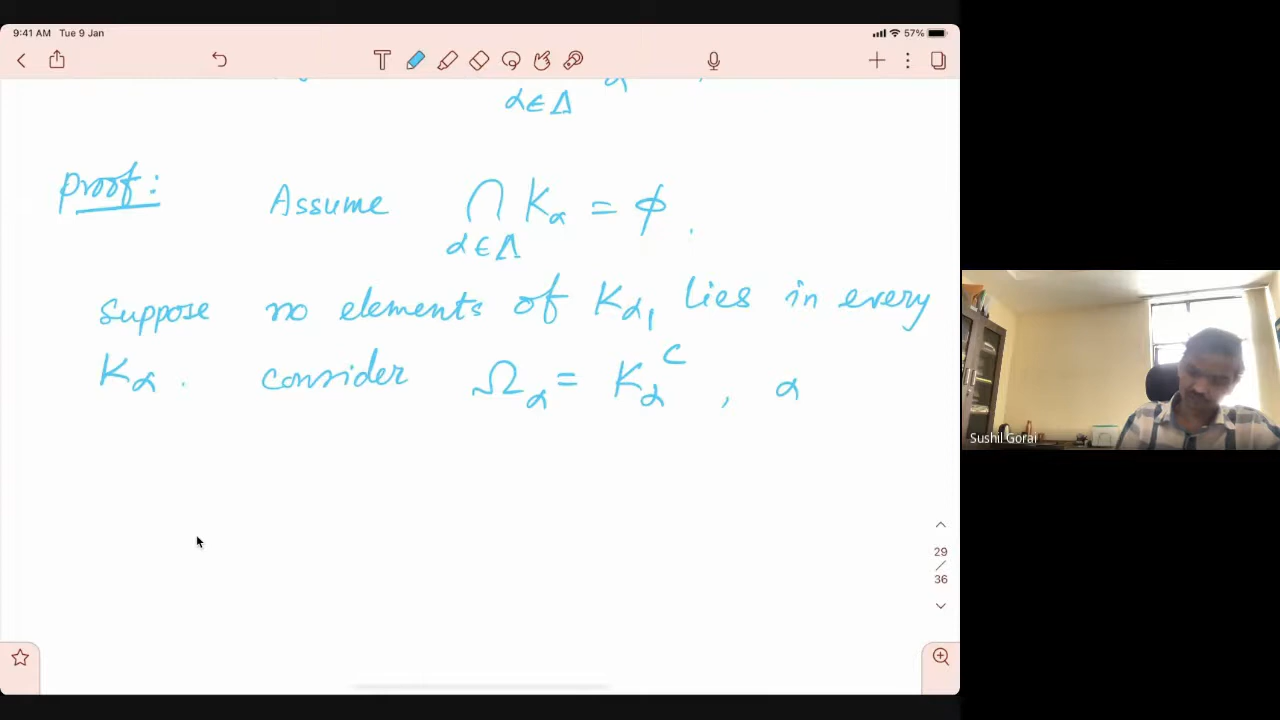 9:41 AM Tue 9 Jan
57%
T
α∈Λ α
Proof: Assume ⋂ Kα = φ.
α∈Λ
suppose no elements of Kα₁ lies in every
Kα. consider Ωα = Kα^C, α
Sushil Gorai
29
/
36